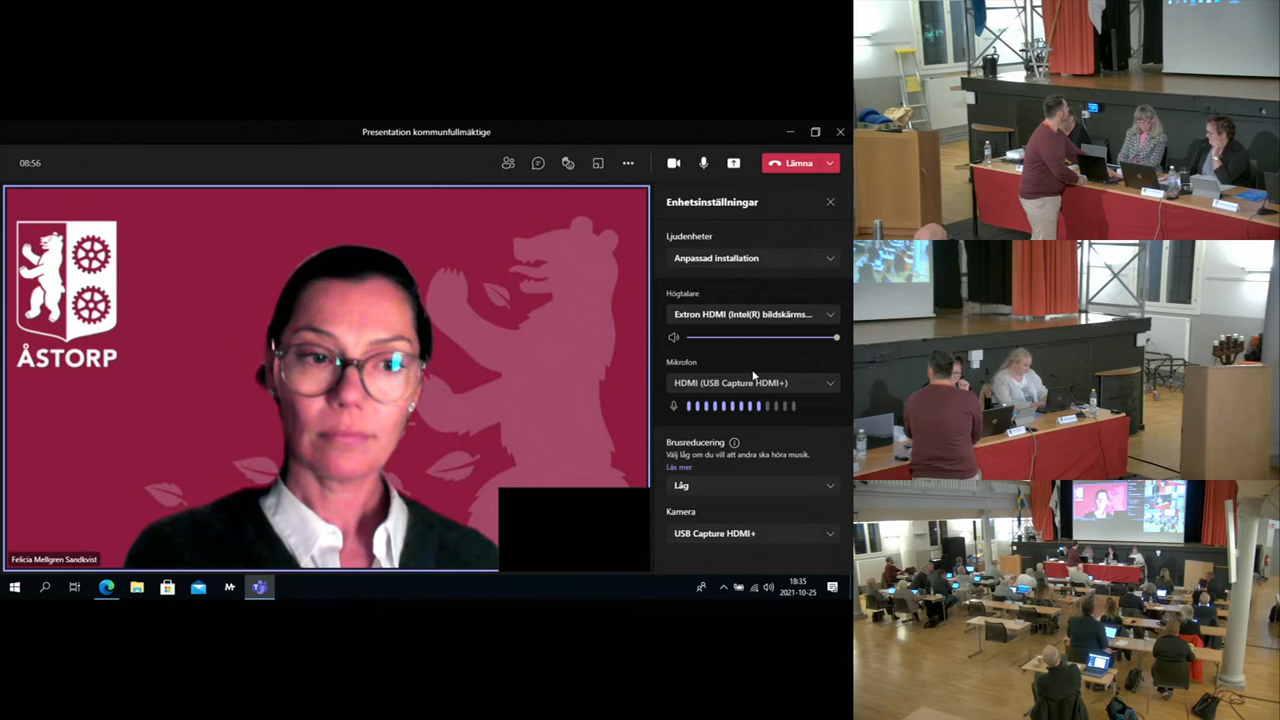 Presentation kommunfullmäktige
08:56
Lämna
Enhetsinställningar
Ljudenheter
Anpassad installation
Högtalare
Extron HDMI (Intel(R) bildskärms...
Mikrofon
HDMI (USB Capture HDMI+)
Brusreducering
Välj låg om du vill att andra ska höra musik.
Läs mer
Låg
Kamera
USB Capture HDMI+
ÅSTORP
Felicia Mellgren Sandkvist
18:35
2021-10-25